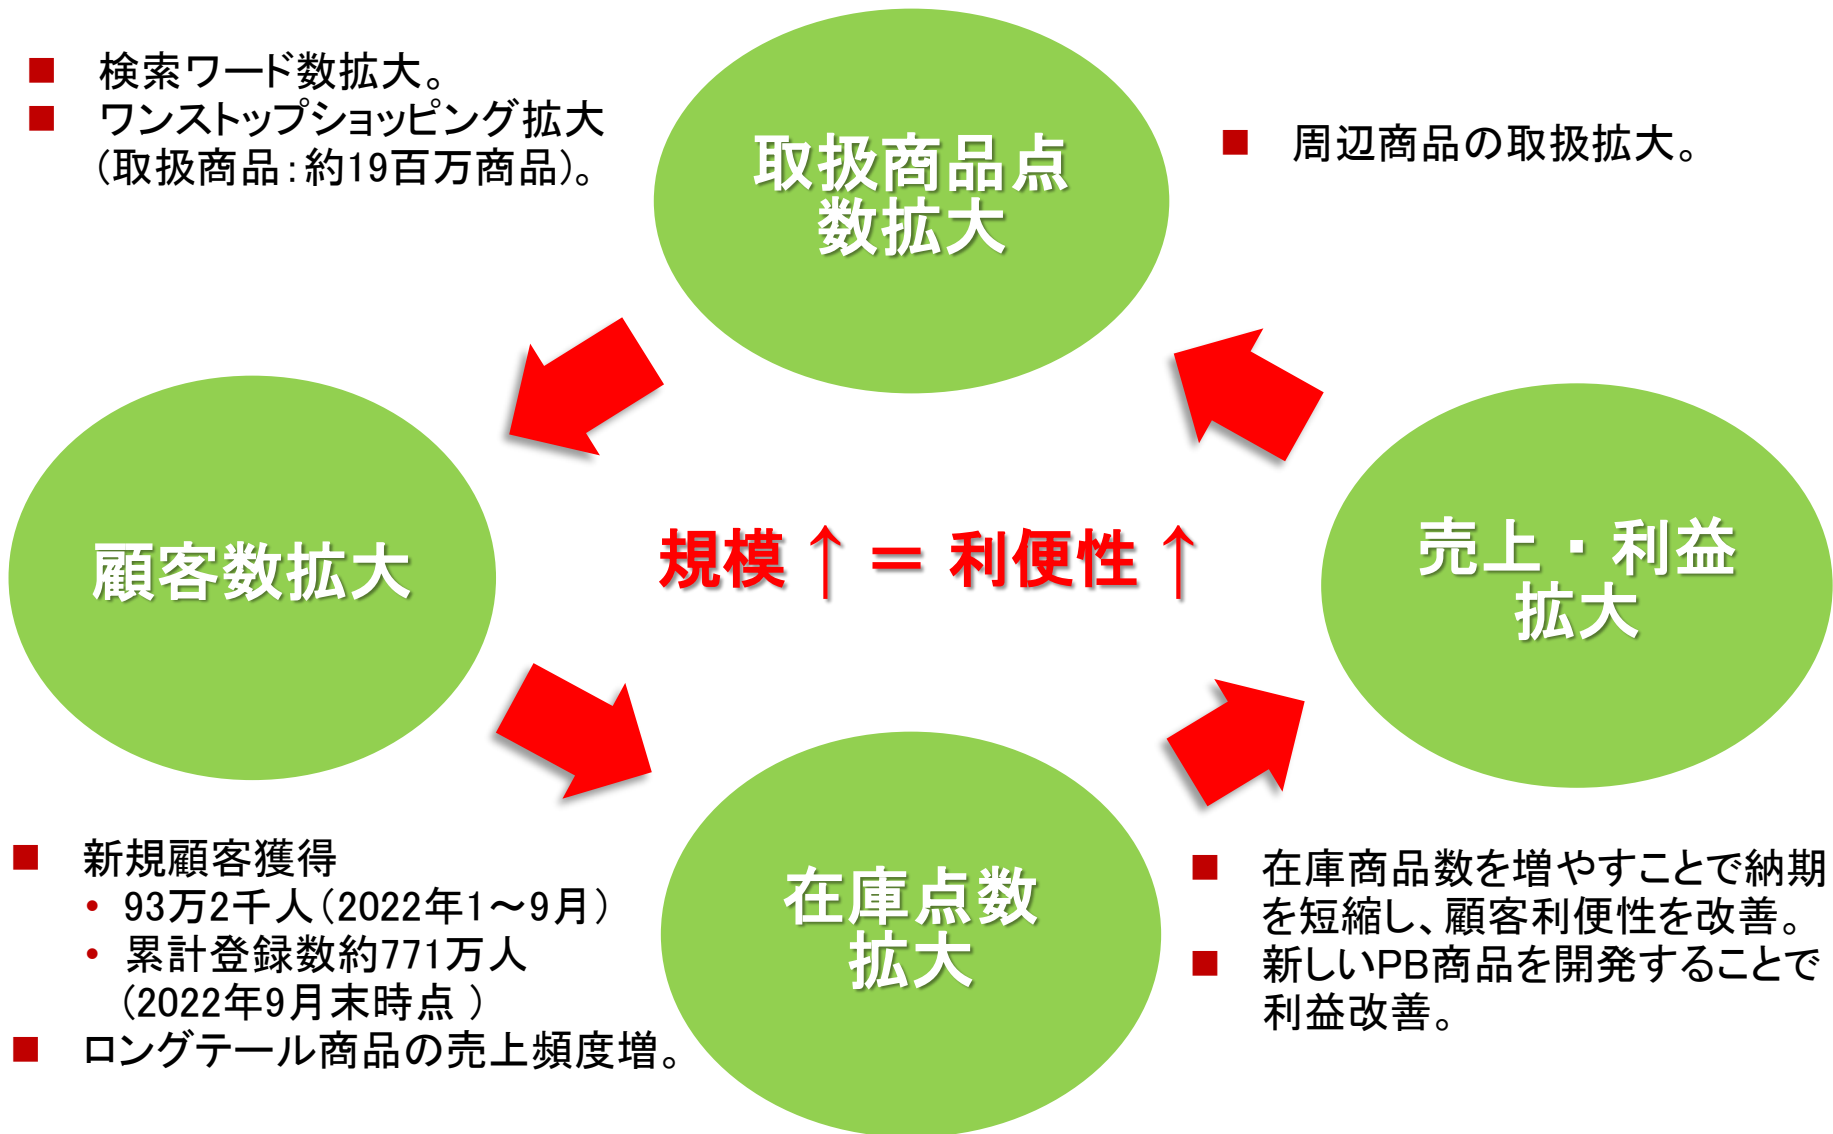 検索ワード数拡大。
ワンストップショッピング拡大
(取扱商品：約19百万商品)。
取扱商品点
数拡大
周辺商品の取扱拡大。
顧客数拡大
規模 ↑ ＝ 利便性 ↑
売上・利益
拡大
新規顧客獲得
・ 93万2千人（2022年1～9月）
・ 累計登録数約771万人
（2022年9月末時点 ）
ロングテール商品の売上頻度増。
在庫点数
拡大
在庫商品数を増やすことで納期
を短縮し、顧客利便性を改善。
新しいPB商品を開発することで
利益改善。